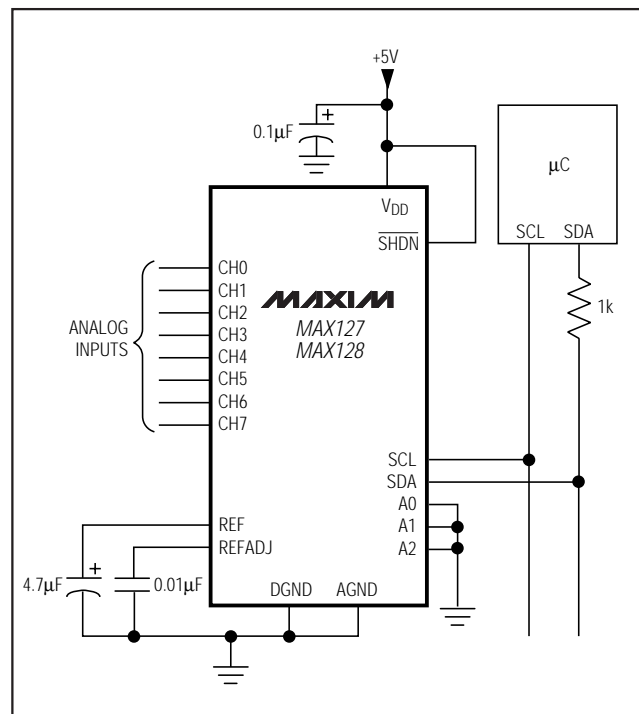 +5V
0.1µF
+
µC
SCL SDA
1k
VDD
SHDN
ANALOG
INPUTS
CH0
CH1
CH2
CH3
CH4
CH5
CH6
CH7
MAXIM
MAX127
MAX128
SCL
SDA
A0
A1
A2
REF
REFADJ
4.7µF
+
0.01µF
DGND AGND